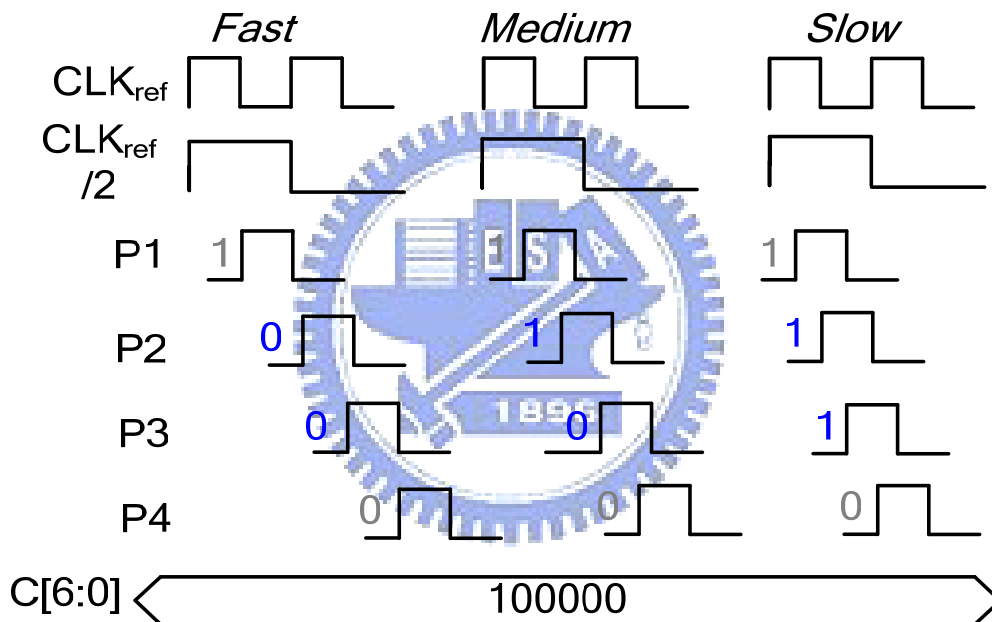 Fast Medium Slow
CLKref
CLKref
/2
P1 1 1 1
P2 0 1 1
P3 0 0 1
P4 0 0 0
C[6:0] 100000
E S A
1896